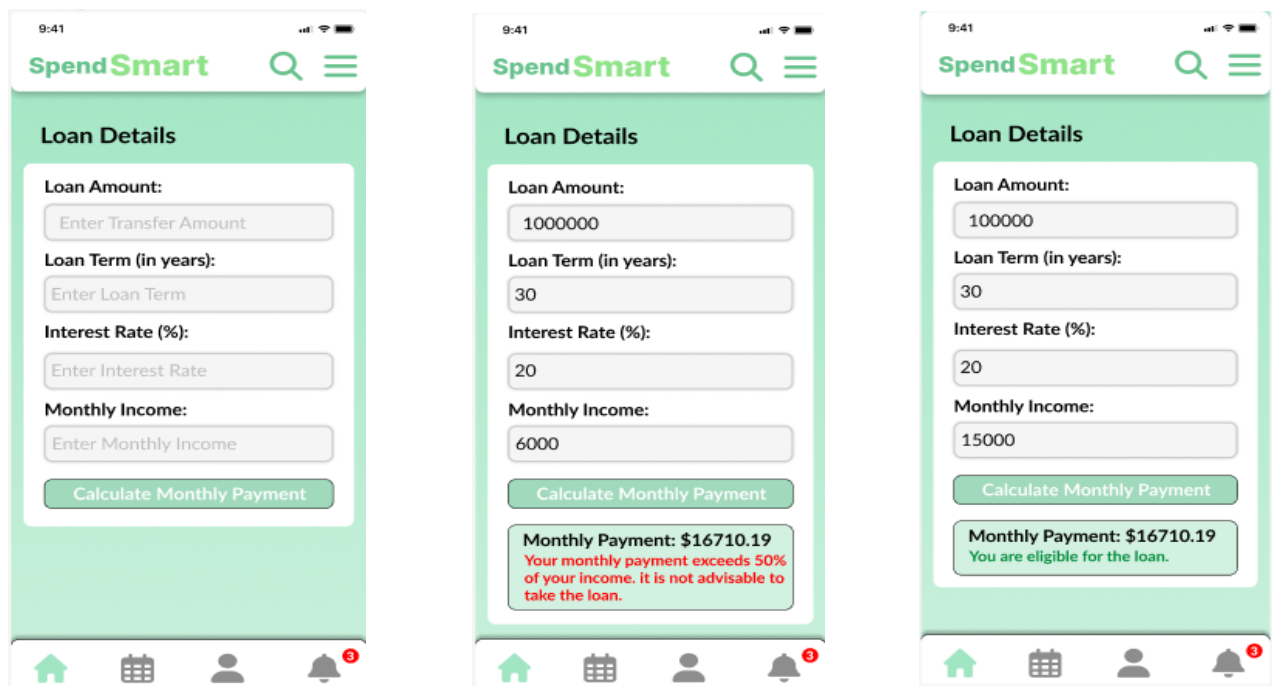 9:41
SpendSmart
Loan Details
Loan Amount:
Enter Transfer Amount
Loan Term (in years):
Enter Loan Term
Interest Rate (%):
Enter Interest Rate
Monthly Income:
Enter Monthly Income
Calculate Monthly Payment
3
9:41
SpendSmart
Loan Details
Loan Amount:
1000000
Loan Term (in years):
30
Interest Rate (%):
20
Monthly Income:
6000
Calculate Monthly Payment
Monthly Payment: $16710.19
Your monthly payment exceeds 50%
of your income. it is not advisable to
take the loan.
3
9:41
SpendSmart
Loan Details
Loan Amount:
100000
Loan Term (in years):
30
Interest Rate (%):
20
Monthly Income:
15000
Calculate Monthly Payment
Monthly Payment: $16710.19
You are eligible for the loan.
3